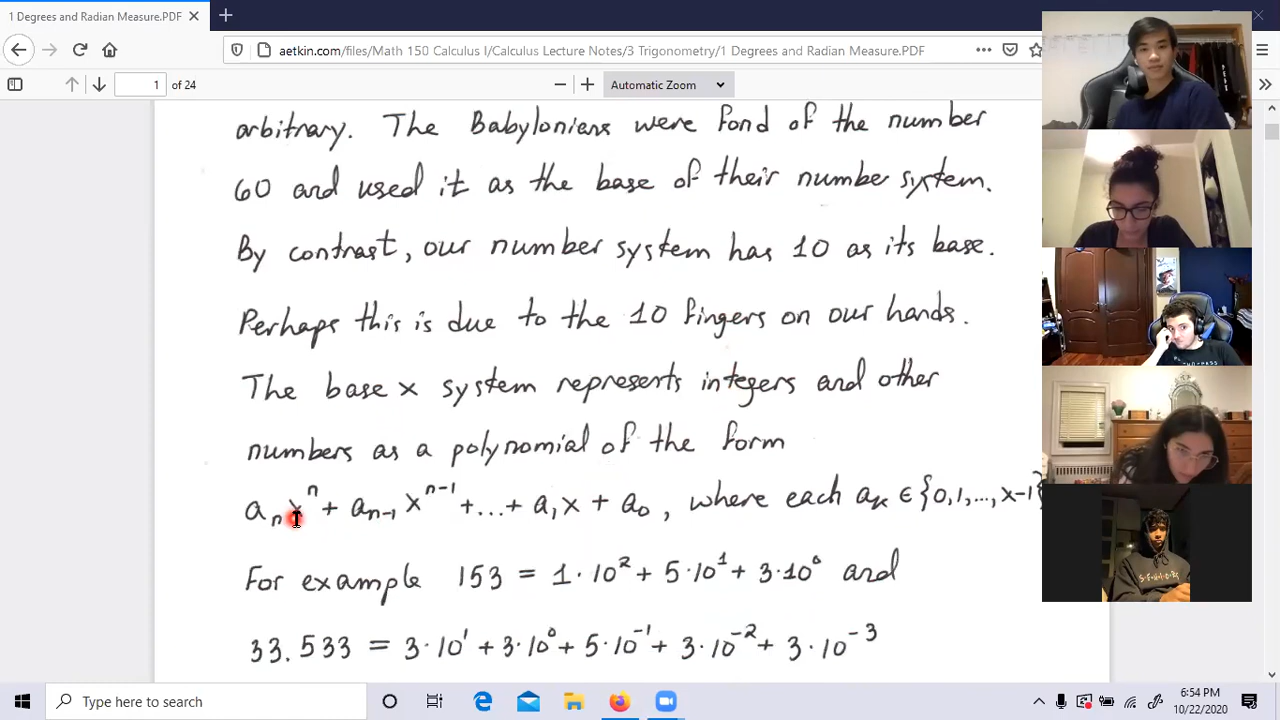 1 Degrees and Radian Measure.PDF
aetkin.com/files/Math 150 Calculus I/Calculus Lecture Notes/3 Trigonometry/1 Degrees and Radian Measure.PDF
1 of 24
Automatic Zoom
arbitrary. The Babylonians were fond of the number
60 and used it as the base of their number system.
By contrast, our number system has 10 as its base.
Perhaps this is due to the 10 fingers on our hands.
The base x system represents integers and other
numbers as a polynomial of the form
aₙxⁿ + aₙ₋₁xⁿ⁻¹ + ... + a₁x + a₀, where each aₖ ∈ {0,1,...,x-1}
For example 153 = 1·10² + 5·10¹ + 3·10⁰ and
33.533 = 3·10¹ + 3·10⁰ + 5·10⁻¹ + 3·10⁻² + 3·10⁻³
Type here to search
6:54 PM
10/22/2020